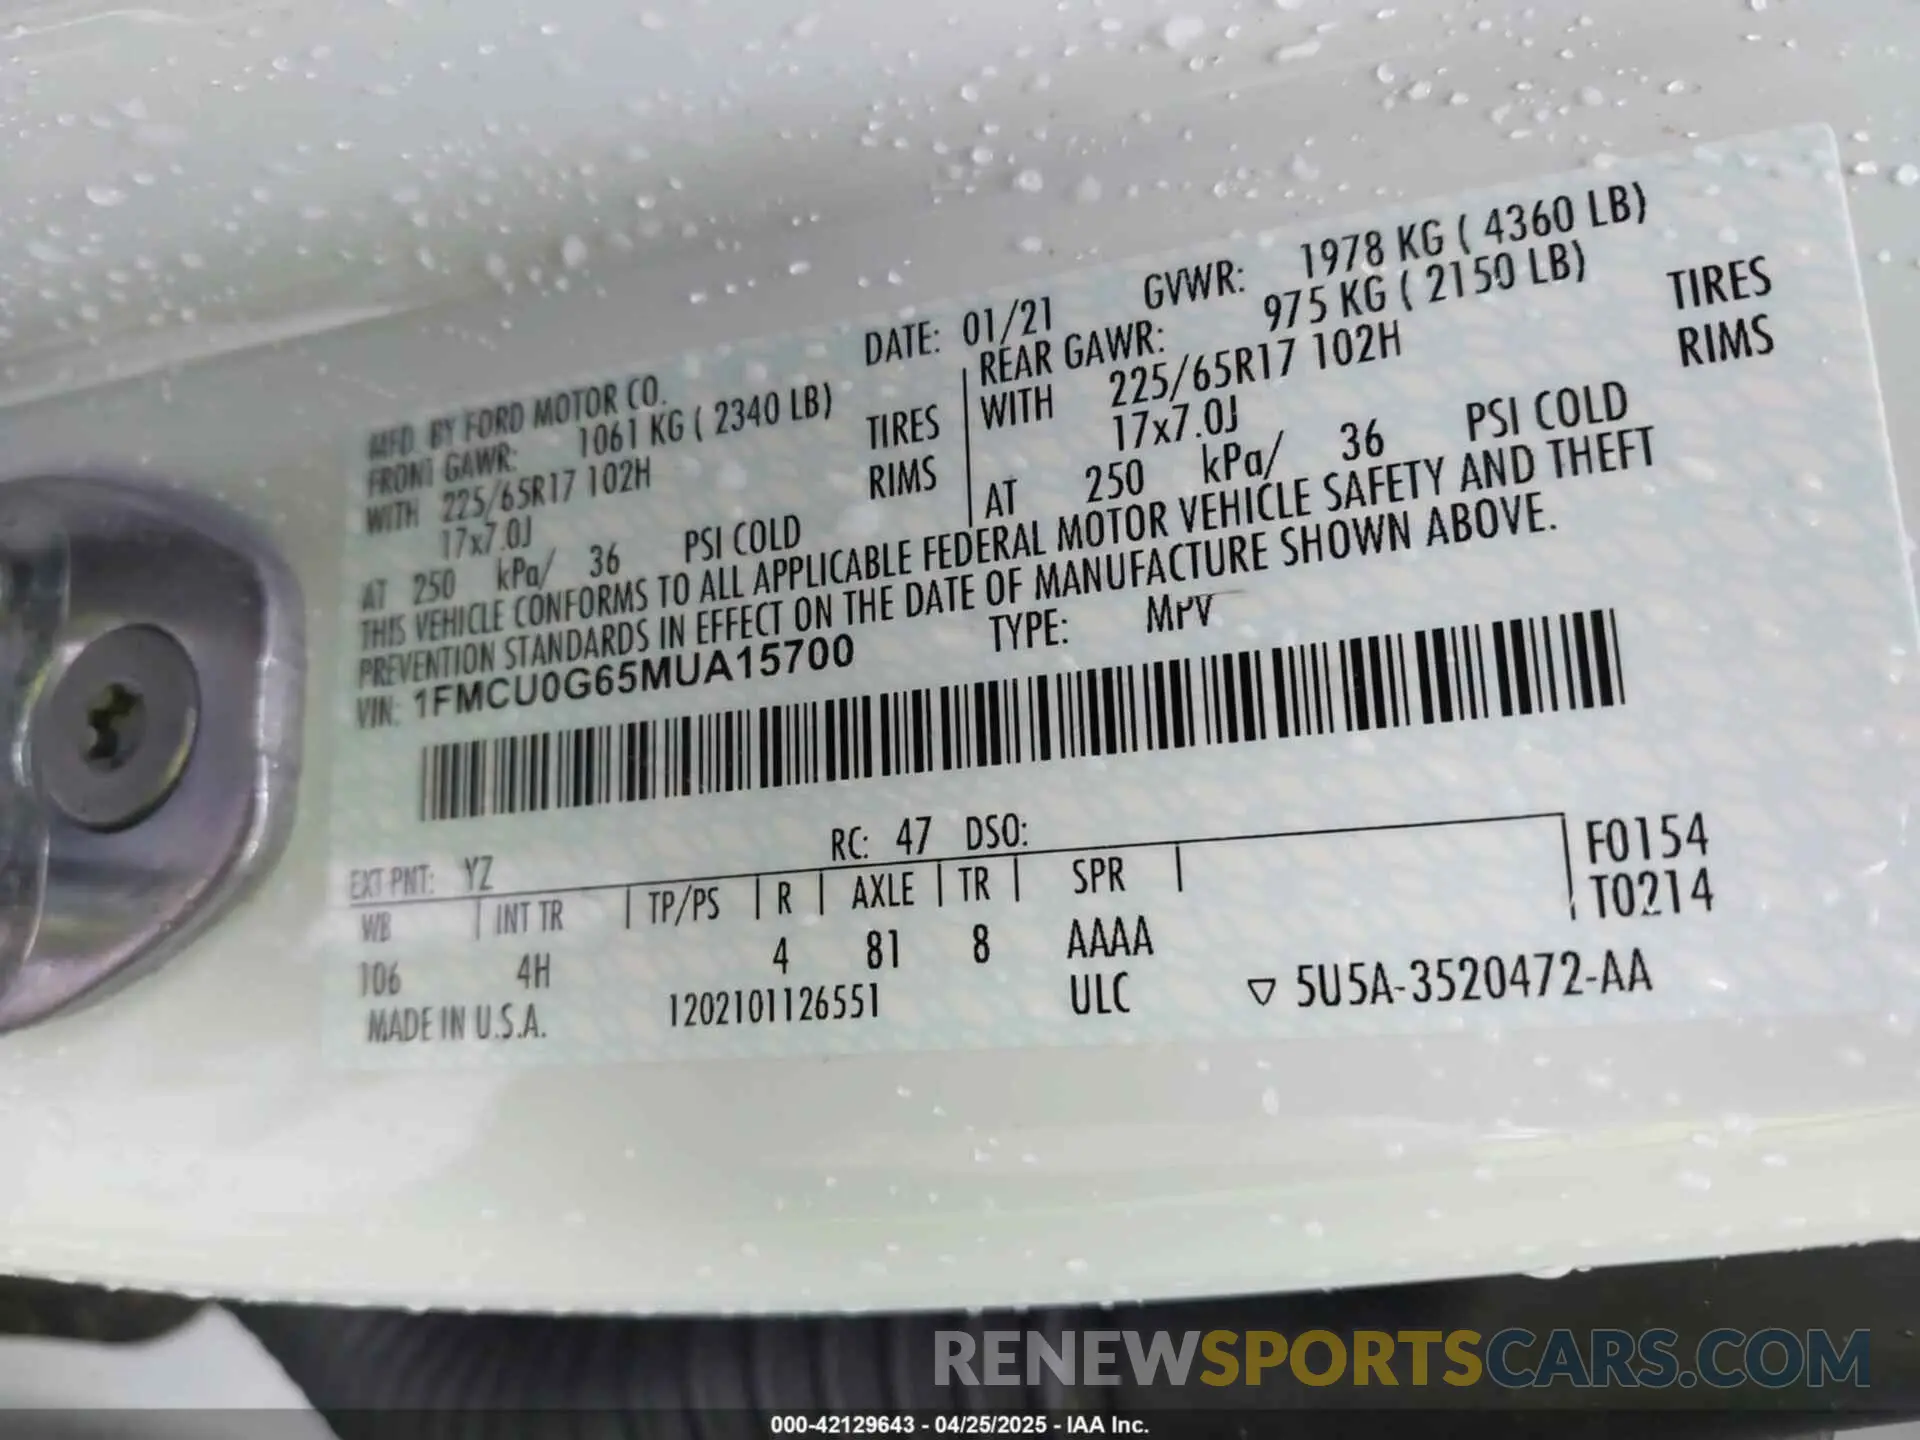 MFD. BY FORD MOTOR CO. DATE: 01/21 GVWR: 1978 KG ( 4360 LB)
FRONT GAWR: 1061 KG ( 2340 LB) REAR GAWR: 975 KG ( 2150 LB)
WITH 225/65R17 102H TIRES WITH 225/65R17 102H TIRES
17x7.0J RIMS 17x7.0J RIMS
AT 250 kPa/ 36 PSI COLD AT 250 kPa/ 36 PSI COLD
THIS VEHICLE CONFORMS TO ALL APPLICABLE FEDERAL MOTOR VEHICLE SAFETY AND THEFT
PREVENTION STANDARDS IN EFFECT ON THE DATE OF MANUFACTURE SHOWN ABOVE.
VIN: 1FMCU0G65MUA15700 TYPE: MPV
EXT PNT: YZ RC: 47 DSO: F0154
WB INT TR TP/PS R AXLE TR SPR T0214
106 4H 4 81 8 AAAA
MADE IN U.S.A. 1202101126551 ULC ▽ 5U5A-3520472-AA
RENEWSPORTSCARS.COM
000-42129643 - 04/25/2025 - IAA Inc.